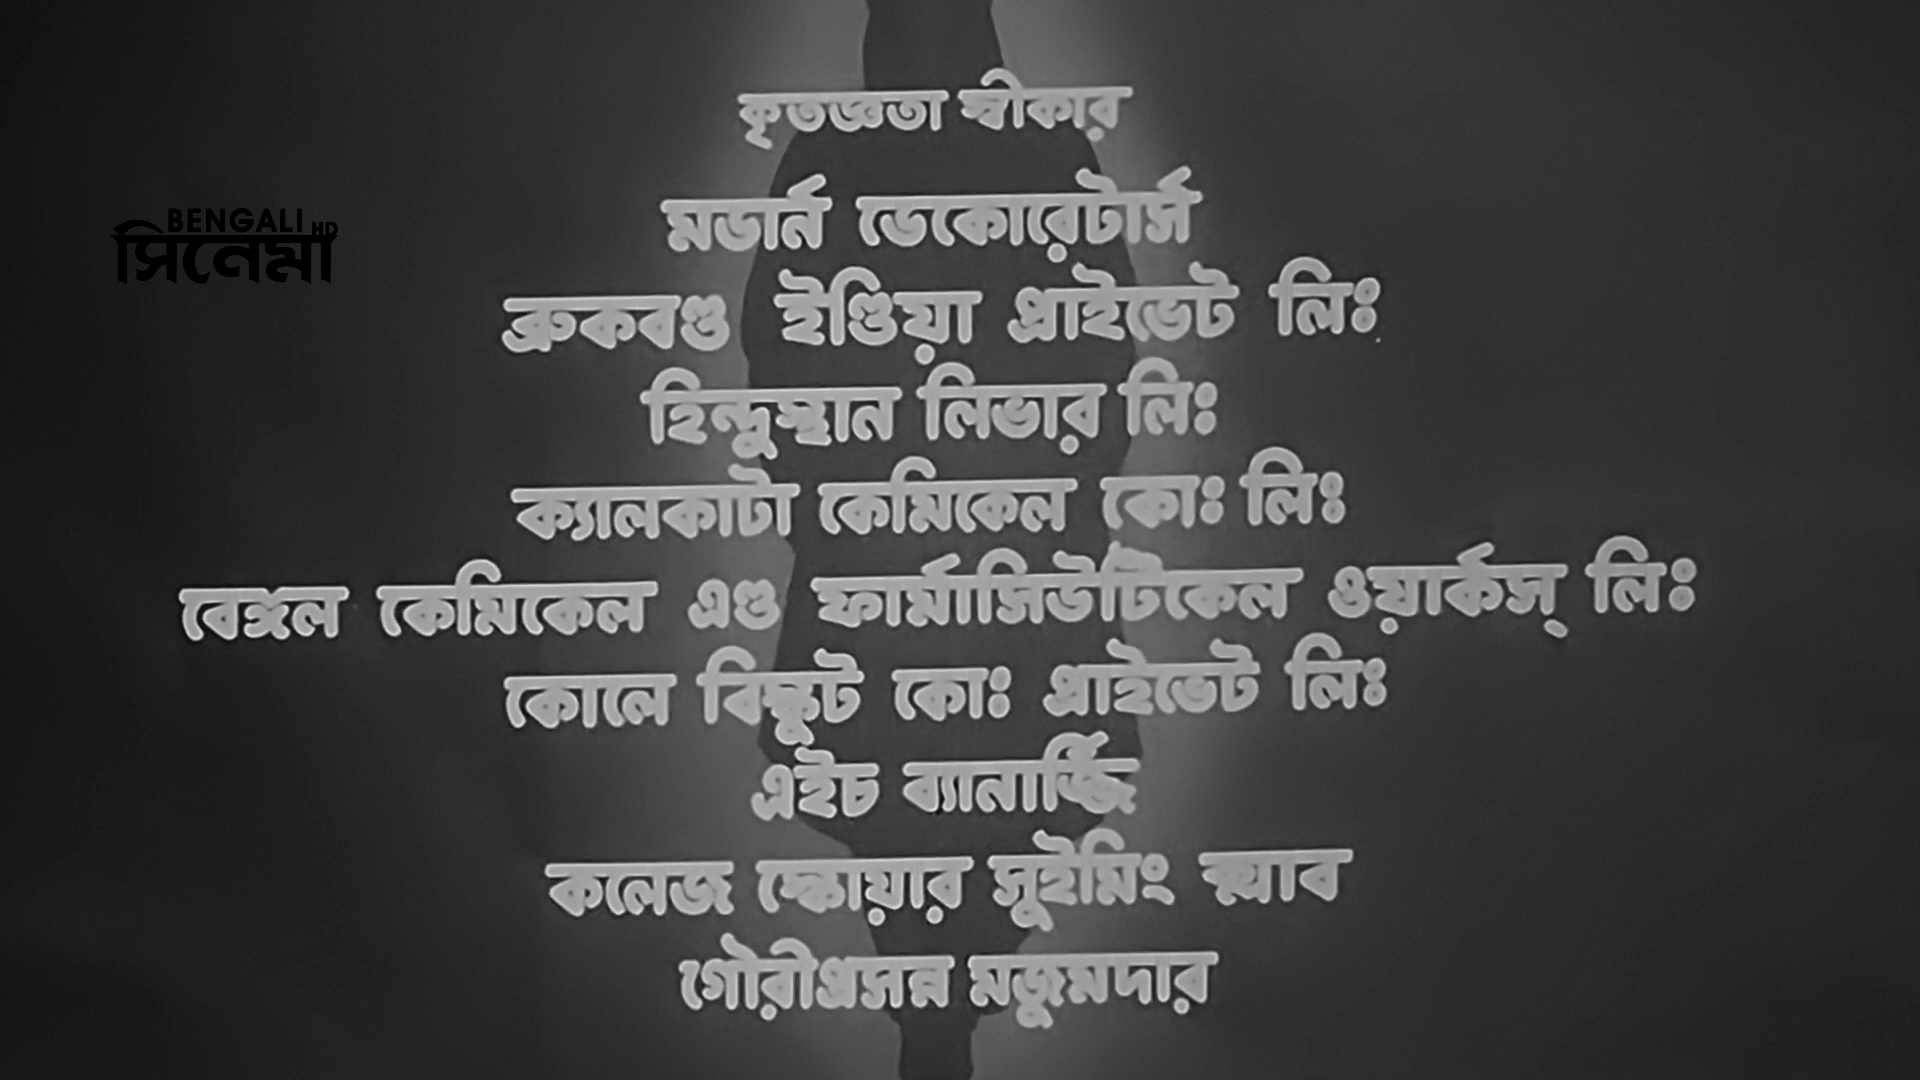 কৃতজ্ঞতা স্বীকার
মডার্ন ডেকোরেটার্স
BENGALI HD
সিনেমা
ব্রুকবণ্ড ইণ্ডিয়া প্রাইভেট লিঃ
হিন্দুস্থান লিভার লিঃ
ক্যালকাটা কেমিকেল কোঃ লিঃ
বেঙ্গল কেমিকেল এণ্ড ফার্মাসিউটিকেল ওয়ার্কস্ লিঃ
কোলে বিস্কুট কোঃ প্রাইভেট লিঃ
এইচ ব্যানার্জ্জি
কলেজ স্কোয়ার সুইমিং ক্লাব
গৌরীপ্রসন্ন মজুমদার